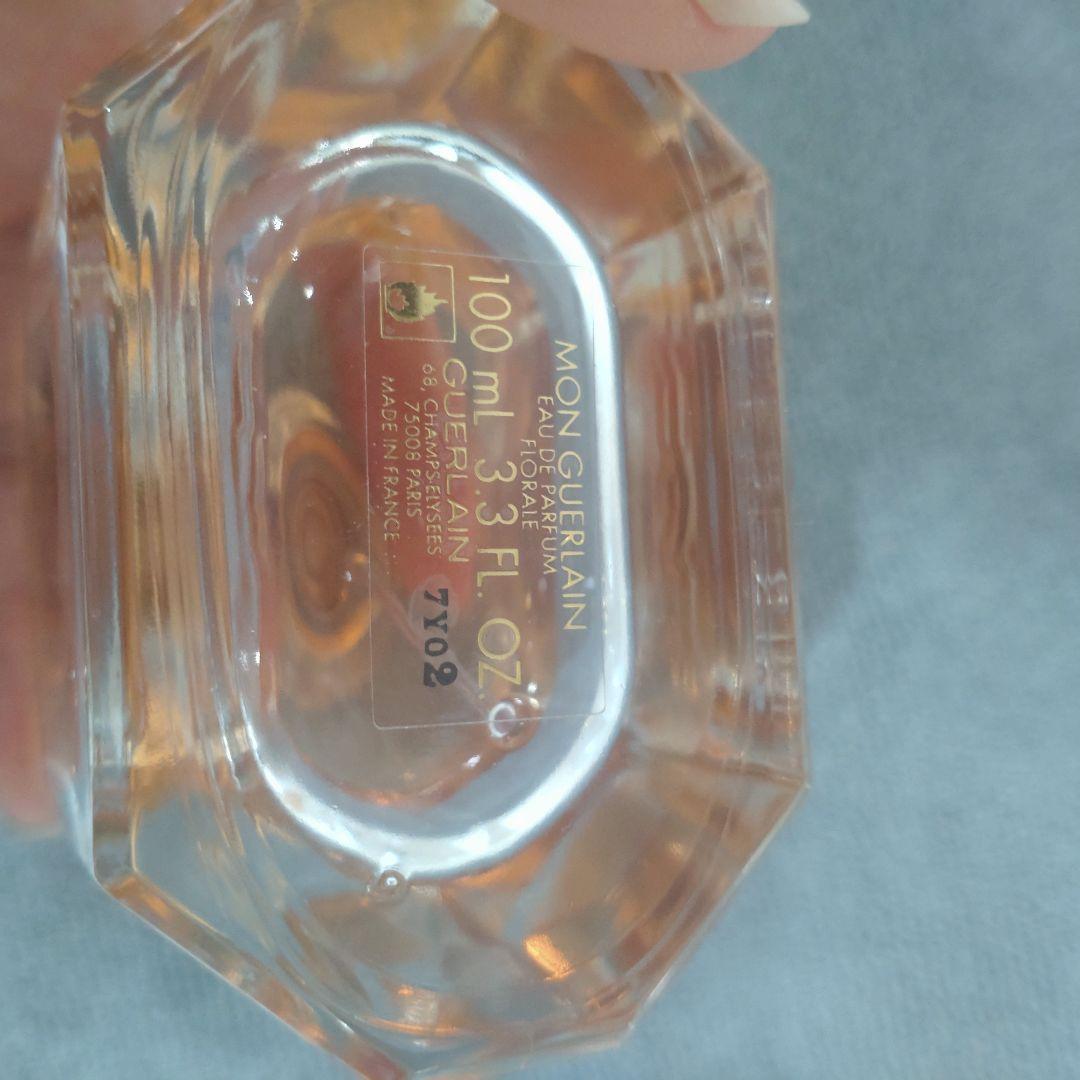 MON GUERLAIN
EAU DE PARFUM
FLORALE
100 mL 3.3 FL. OZ.
GUERLAIN
68, CHAMPS-ELYSEES
75008 PARIS
MADE IN FRANCE
7Y02